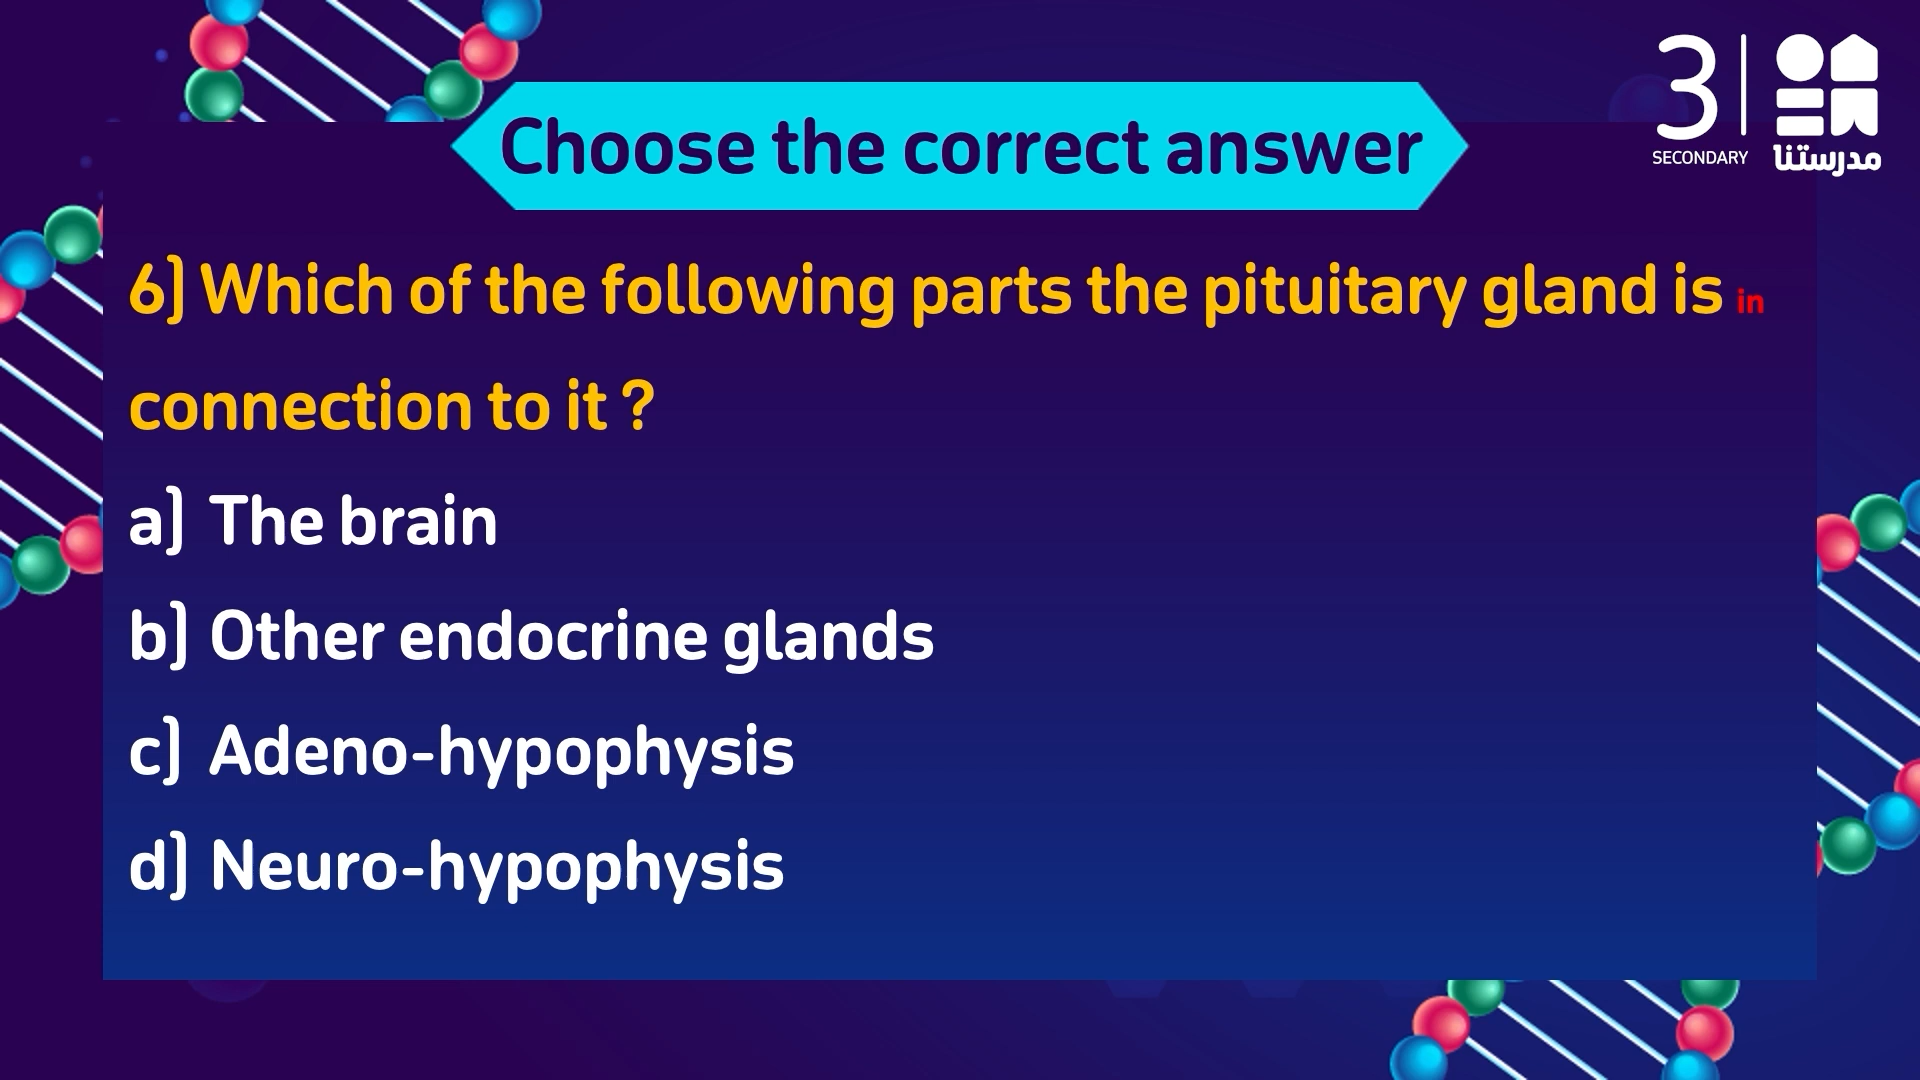 3
SECONDARY
مدرستنا
Choose the correct answer
6) Which of the following parts the pituitary gland is in
connection to it ?
a) The brain
b) Other endocrine glands
c) Adeno-hypophysis
d) Neuro-hypophysis